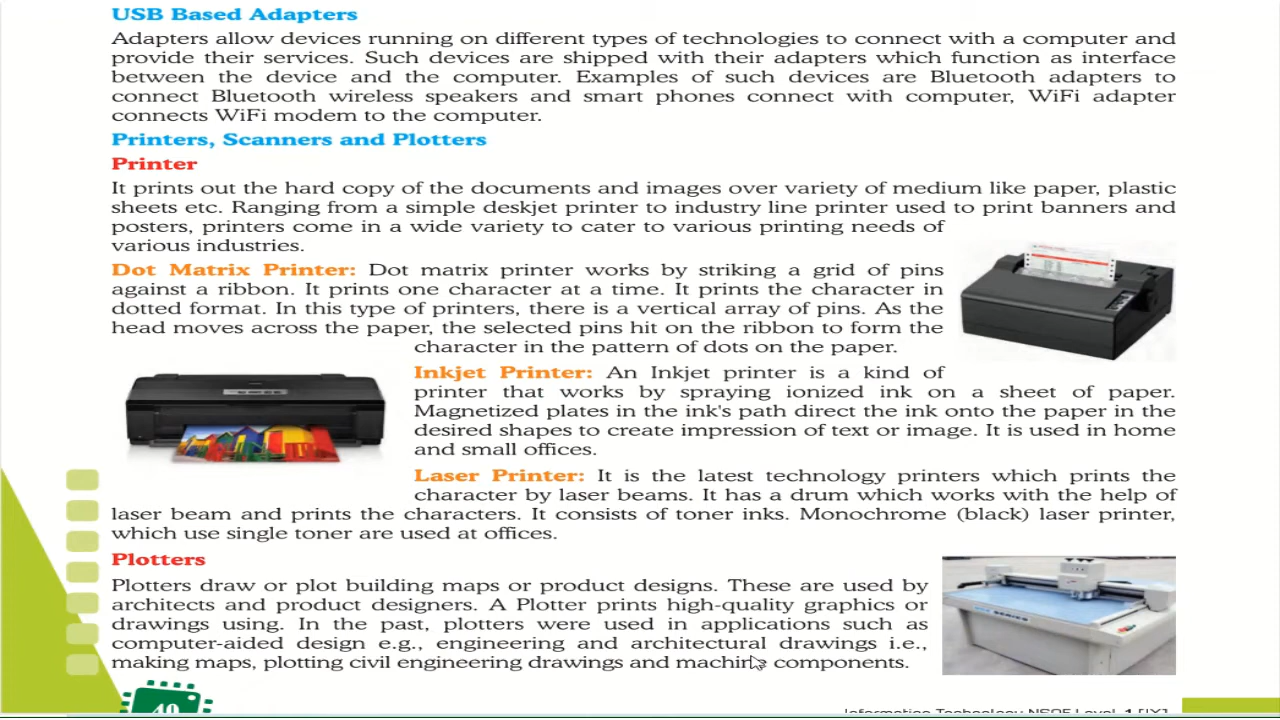 USB Based Adapters
Adapters allow devices running on different types of technologies to connect with a computer and
provide their services. Such devices are shipped with their adapters which function as interface
between the device and the computer. Examples of such devices are Bluetooth adapters to
connect Bluetooth wireless speakers and smart phones connect with computer, WiFi adapter
connects WiFi modem to the computer.
Printers, Scanners and Plotters
Printer
It prints out the hard copy of the documents and images over variety of medium like paper, plastic
sheets etc. Ranging from a simple deskjet printer to industry line printer used to print banners and
posters, printers come in a wide variety to cater to various printing needs of
various industries.
Dot Matrix Printer: Dot matrix printer works by striking a grid of pins
against a ribbon. It prints one character at a time. It prints the character in
dotted format. In this type of printers, there is a vertical array of pins. As the
head moves across the paper, the selected pins hit on the ribbon to form the
character in the pattern of dots on the paper.
Inkjet Printer: An Inkjet printer is a kind of
printer that works by spraying ionized ink on a sheet of paper.
Magnetized plates in the ink's path direct the ink onto the paper in the
desired shapes to create impression of text or image. It is used in home
and small offices.
Laser Printer: It is the latest technology printers which prints the
character by laser beams. It has a drum which works with the help of
laser beam and prints the characters. It consists of toner inks. Monochrome (black) laser printer,
which use single toner are used at offices.
Plotters
Plotters draw or plot building maps or product designs. These are used by
architects and product designers. A Plotter prints high-quality graphics or
drawings using. In the past, plotters were used in applications such as
computer-aided design e.g., engineering and architectural drawings i.e.,
making maps, plotting civil engineering drawings and machine components.
40
Information Technology NSQF Level-1 [IX]